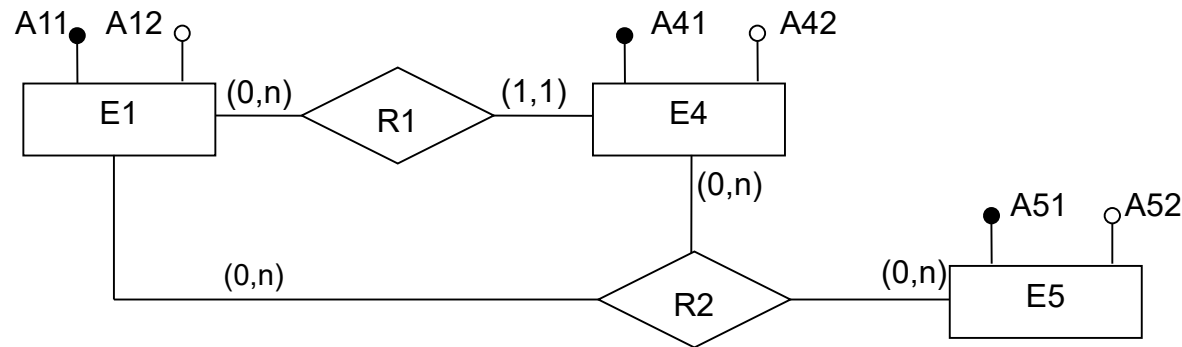 A11 A12 A41 A42
(0,n) (1,1)
E1 R1 E4
(0,n)
A51 A52
(0,n) (0,n)
R2 E5